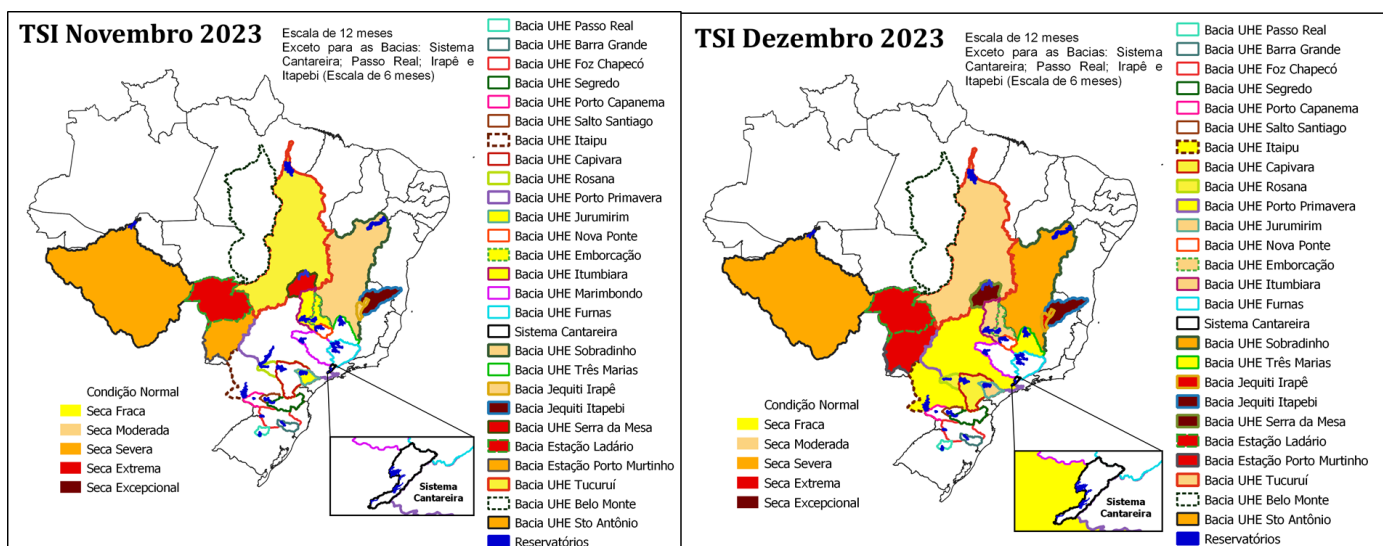 TSI Novembro 2023
Escala de 12 meses
Exceto para as Bacias: Sistema
Cantareira; Passo Real; Irapê e
Itapebi (Escala de 6 meses)
Bacia UHE Passo Real
Bacia UHE Barra Grande
Bacia UHE Foz Chapecó
Bacia UHE Segredo
Bacia UHE Porto Capanema
Bacia UHE Salto Santiago
Bacia UHE Itaipu
Bacia UHE Capivara
Bacia UHE Rosana
Bacia UHE Porto Primavera
Bacia UHE Jurumirim
Bacia UHE Nova Ponte
Bacia UHE Emborcação
Bacia UHE Itumbiara
Bacia UHE Marimbondo
Bacia UHE Furnas
Sistema Cantareira
Bacia UHE Sobradinho
Bacia UHE Três Marias
Bacia Jequiti Irapê
Bacia Jequiti Itapebi
Bacia UHE Serra da Mesa
Bacia Estação Ladário
Bacia Estação Porto Murtinho
Bacia UHE Tucuruí
Bacia UHE Belo Monte
Bacia UHE Sto Antônio
Reservatórios
Condição Normal
Seca Fraca
Seca Moderada
Seca Severa
Seca Extrema
Seca Excepcional
Sistema
Cantareira
TSI Dezembro 2023
Escala de 12 meses
Exceto para as Bacias: Sistema
Cantareira; Passo Real; Irapê e
Itapebi (Escala de 6 meses)
Bacia UHE Passo Real
Bacia UHE Barra Grande
Bacia UHE Foz Chapecó
Bacia UHE Segredo
Bacia UHE Porto Capanema
Bacia UHE Salto Santiago
Bacia UHE Itaipu
Bacia UHE Capivara
Bacia UHE Rosana
Bacia UHE Porto Primavera
Bacia UHE Jurumirim
Bacia UHE Nova Ponte
Bacia UHE Emborcação
Bacia UHE Itumbiara
Bacia UHE Furnas
Sistema Cantareira
Bacia UHE Sobradinho
Bacia UHE Três Marias
Bacia Jequiti Irapê
Bacia Jequiti Itapebi
Bacia UHE Serra da Mesa
Bacia Estação Ladário
Bacia Estação Porto Murtinho
Bacia UHE Tucuruí
Bacia UHE Belo Monte
Bacia UHE Sto Antônio
Reservatórios
Condição Normal
Seca Fraca
Seca Moderada
Seca Severa
Seca Extrema
Seca Excepcional
Sistema
Cantareira